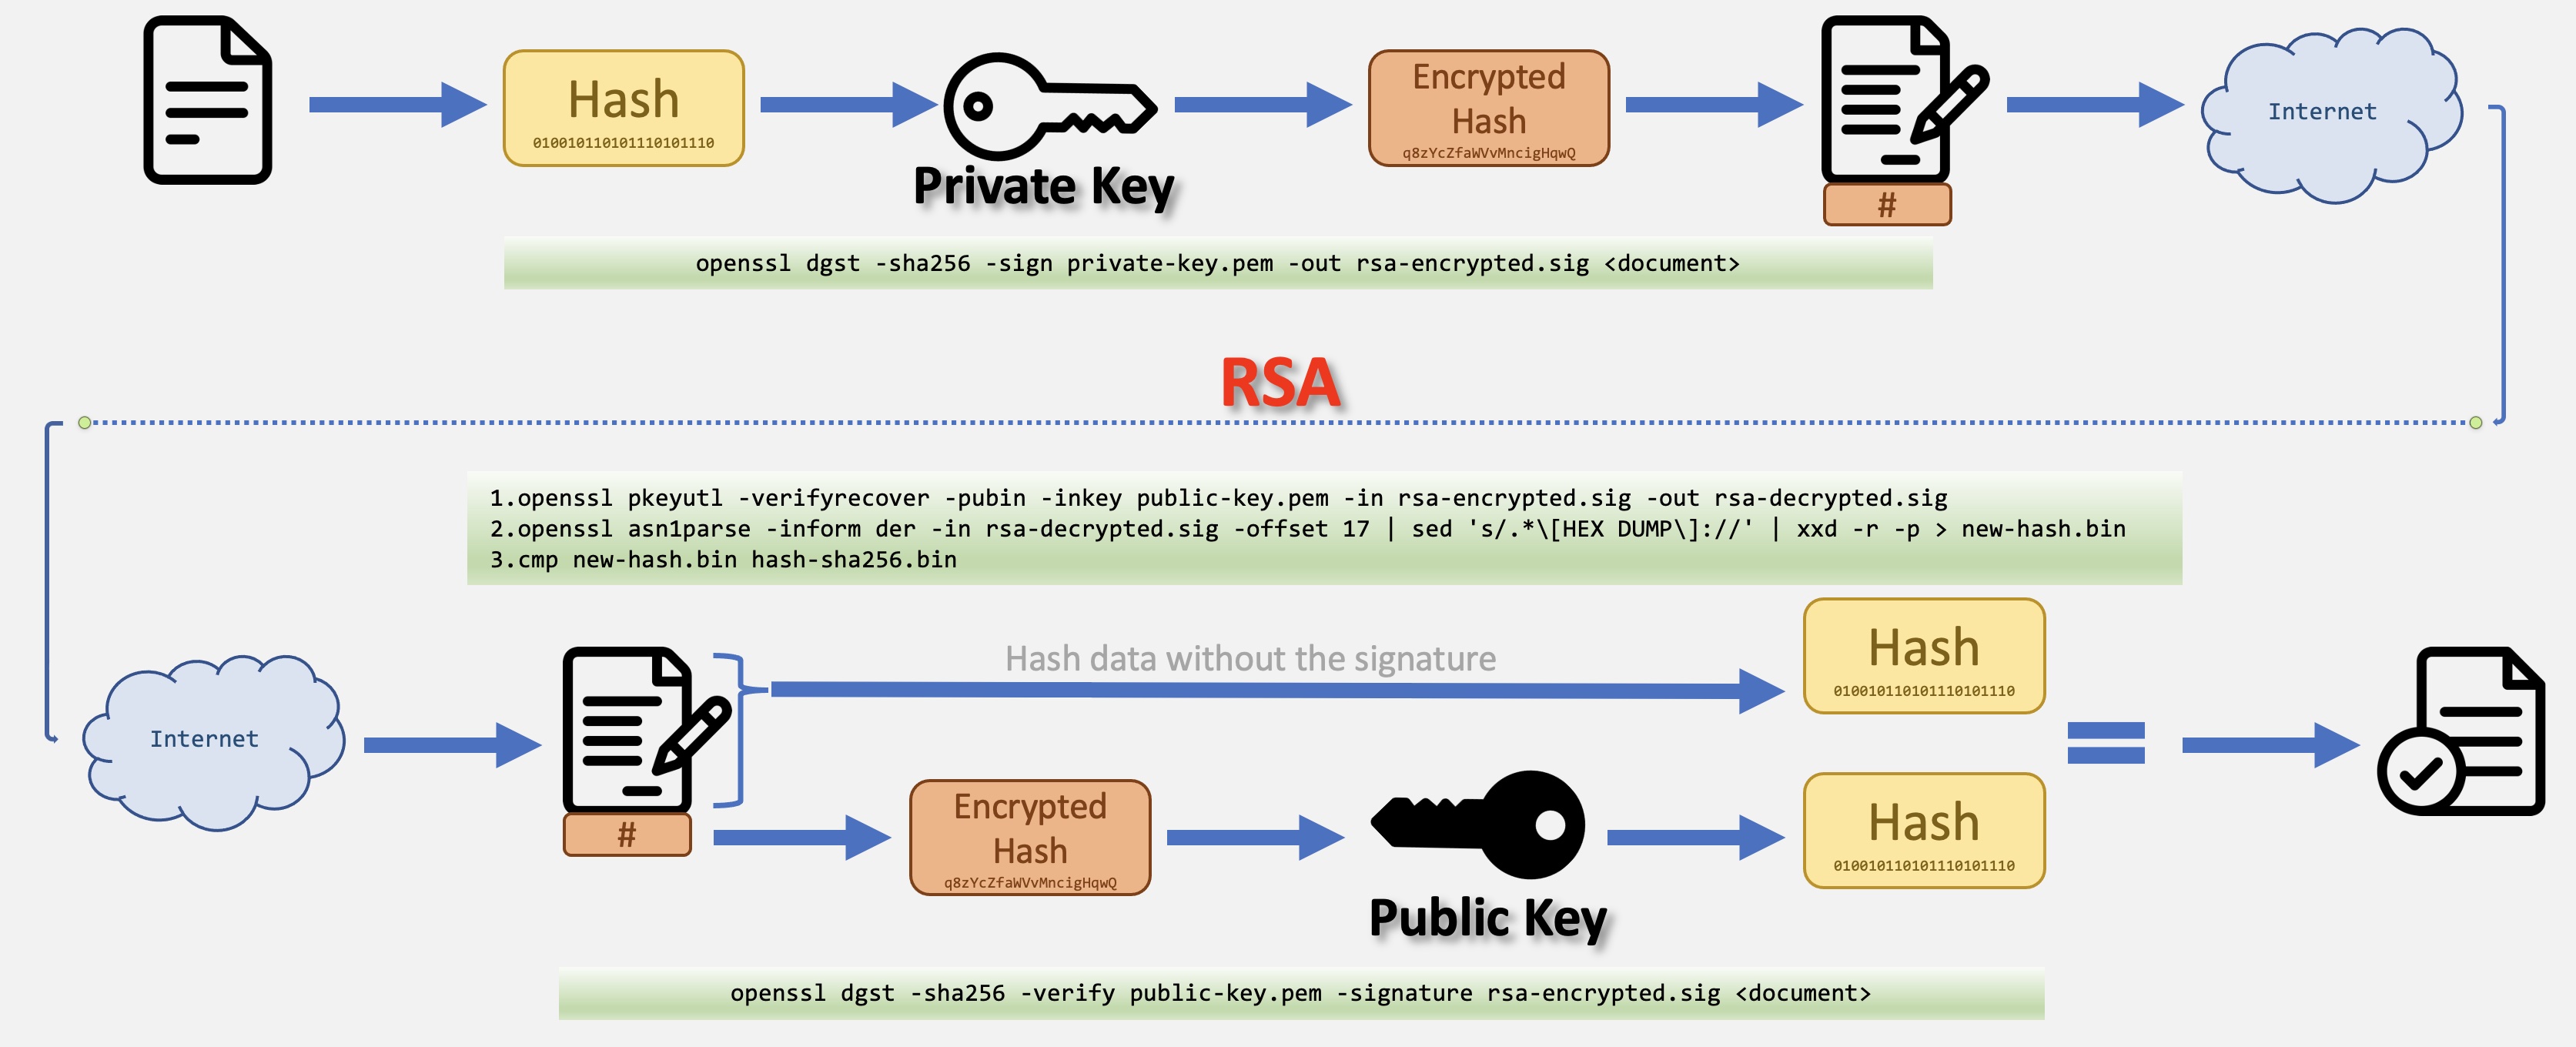 Hash
010010110101110101110
Private Key
Encrypted
Hash
q8zYcZfaWVvMncigHqwQ
#
Internet
openssl dgst -sha256 -sign private-key.pem -out rsa-encrypted.sig <document>
RSA
1.openssl pkeyutl -verifyrecover -pubin -inkey public-key.pem -in rsa-encrypted.sig -out rsa-decrypted.sig
2.openssl asn1parse -inform der -in rsa-decrypted.sig -offset 17 | sed 's/.*\[HEX DUMP\]://' | xxd -r -p > new-hash.bin
3.cmp new-hash.bin hash-sha256.bin
Internet
#
Hash data without the signature
Hash
010010110101110101110
Encrypted
Hash
q8zYcZfaWVvMncigHqwQ
Public Key
Hash
010010110101110101110
openssl dgst -sha256 -verify public-key.pem -signature rsa-encrypted.sig <document>